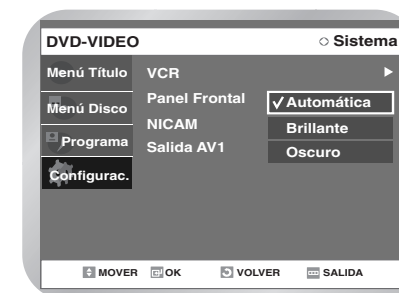 DVD-VIDEO
Sistema
Menú Título
Menú Disco
Programa
Configurac.
VCR
Panel Frontal
NICAM
Salida AV1
Automática
Brillante
Oscuro
MOVER OK VOLVER SALIDA